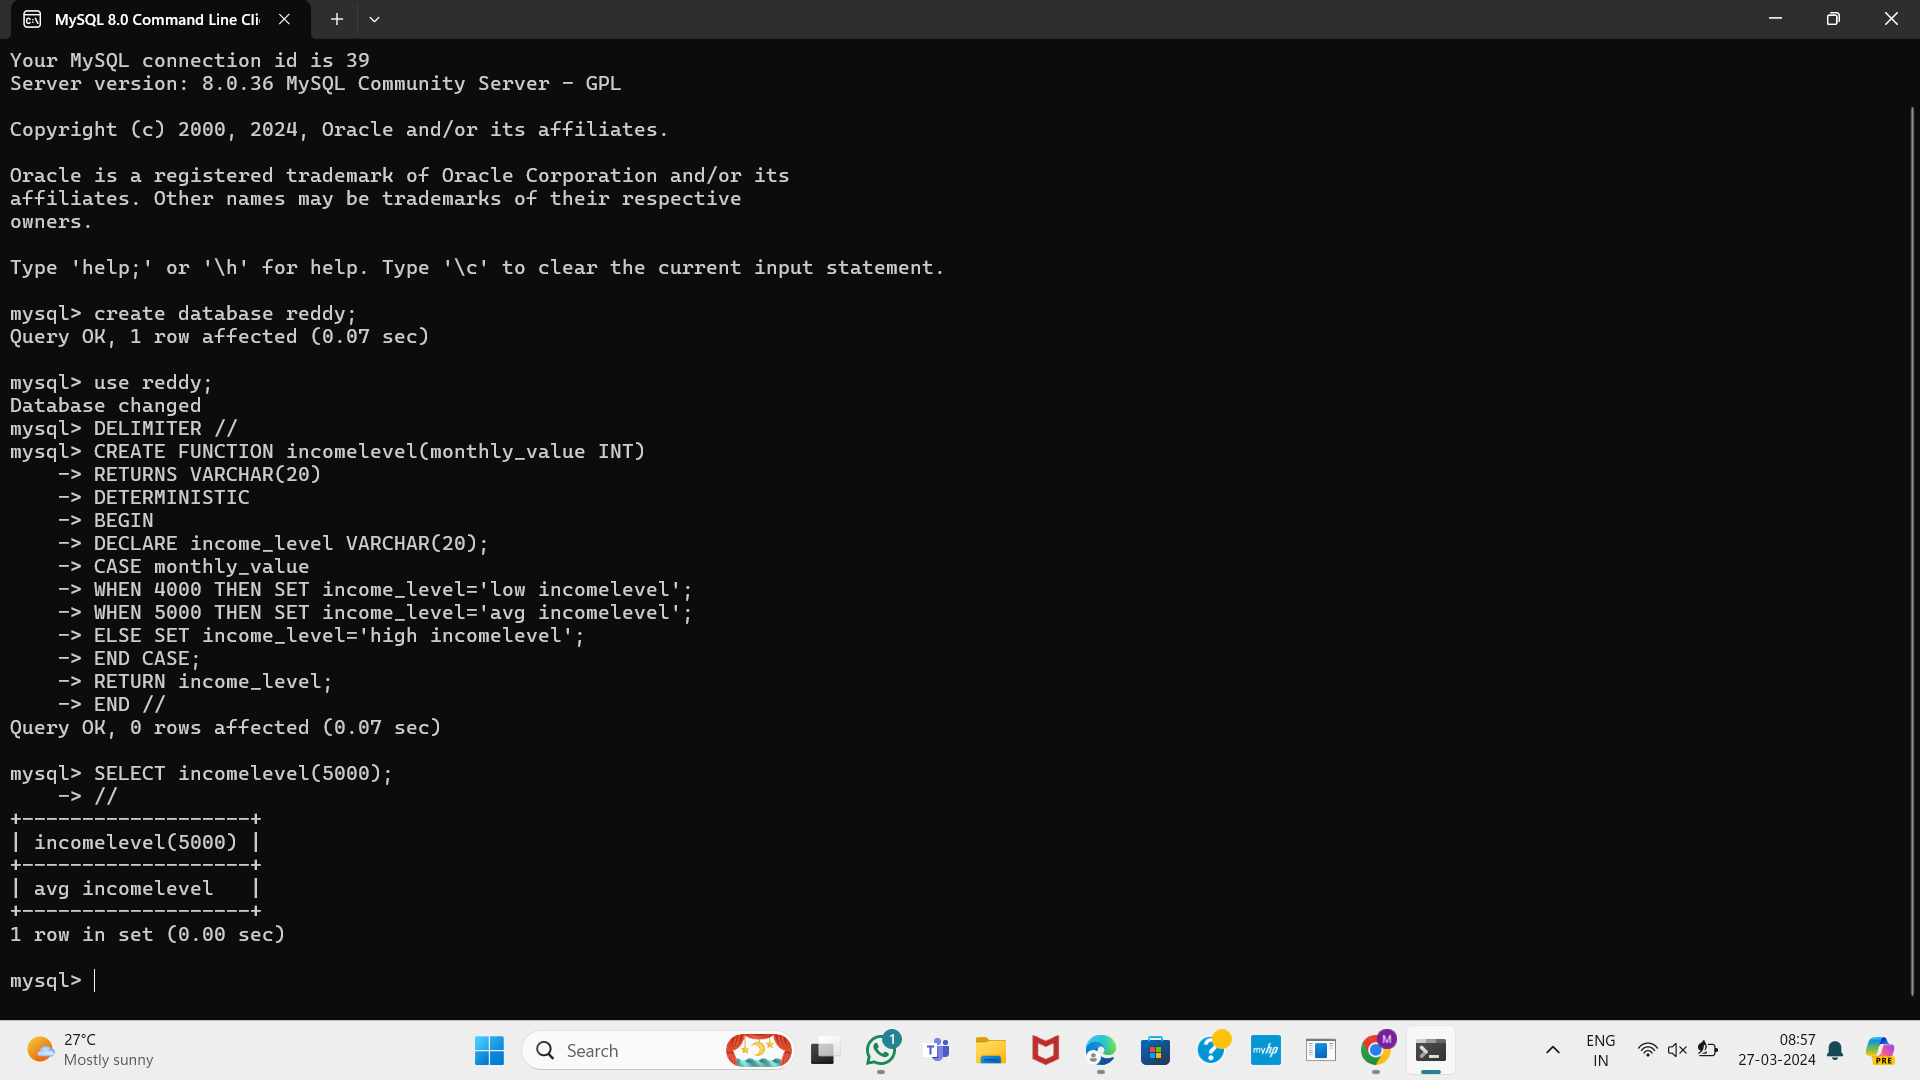 MySQL 8.0 Command Line Cli
Your MySQL connection id is 39
Server version: 8.0.36 MySQL Community Server - GPL
Copyright (c) 2000, 2024, Oracle and/or its affiliates.
Oracle is a registered trademark of Oracle Corporation and/or its
affiliates. Other names may be trademarks of their respective
owners.
Type 'help;' or '\h' for help. Type '\c' to clear the current input statement.
mysql> create database reddy;
Query OK, 1 row affected (0.07 sec)
mysql> use reddy;
Database changed
mysql> DELIMITER //
mysql> CREATE FUNCTION incomelevel(monthly_value INT)
    -> RETURNS VARCHAR(20)
    -> DETERMINISTIC
    -> BEGIN
    -> DECLARE income_level VARCHAR(20);
    -> CASE monthly_value
    -> WHEN 4000 THEN SET income_level='low incomelevel';
    -> WHEN 5000 THEN SET income_level='avg incomelevel';
    -> ELSE SET income_level='high incomelevel';
    -> END CASE;
    -> RETURN income_level;
    -> END //
Query OK, 0 rows affected (0.07 sec)
mysql> SELECT incomelevel(5000);
    -> //
+-------------------+
| incomelevel(5000) |
+-------------------+
| avg incomelevel   |
+-------------------+
1 row in set (0.00 sec)
mysql>
27°C
Mostly sunny
Search
1
myhp
M
ENG
IN
08:57
27-03-2024
PRE